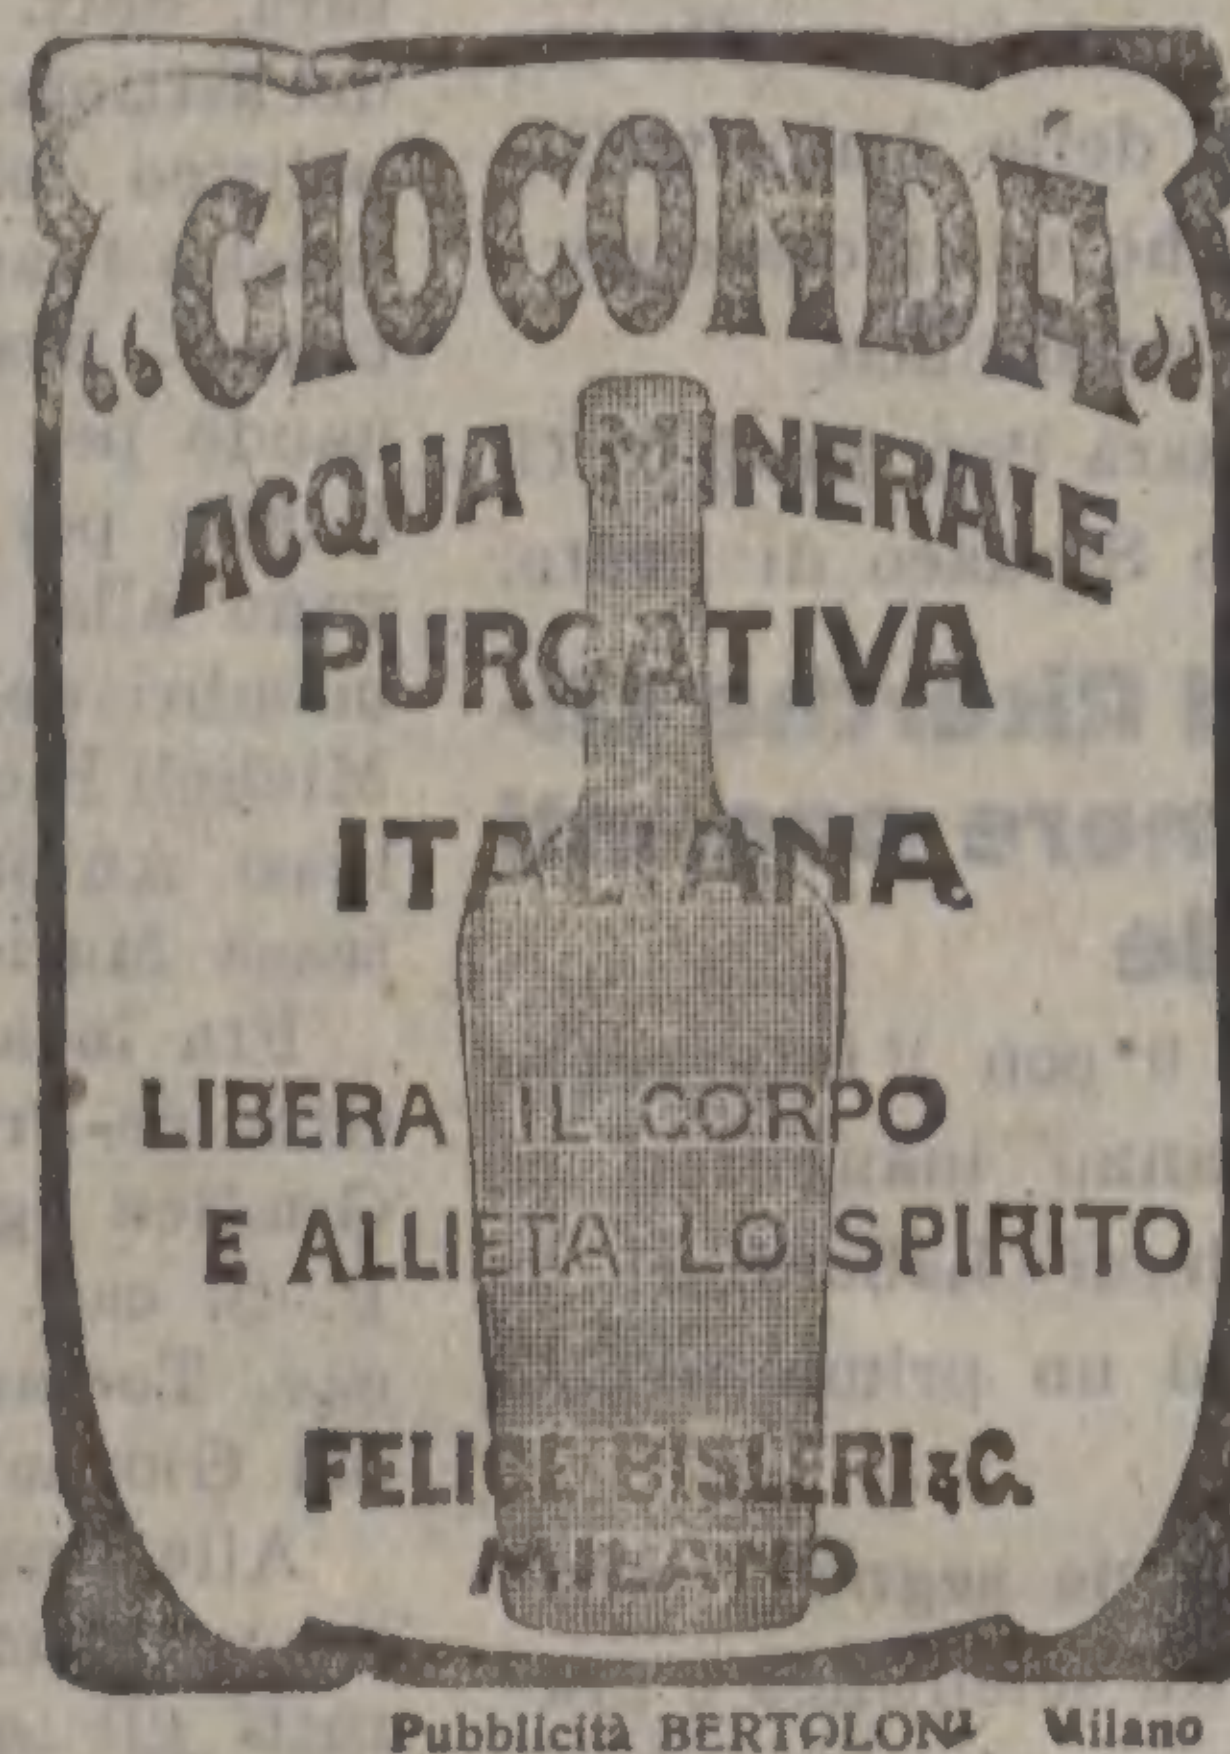 “GIOCONDA„
ACQUA MINERALE
PURGATIVA
ITALIANA.
LIBERA IL CORPO
E ALLIETA LO SPIRITO
FELICE BISLERI & C.
MILANO
Pubblicità BERTOLONI Milano